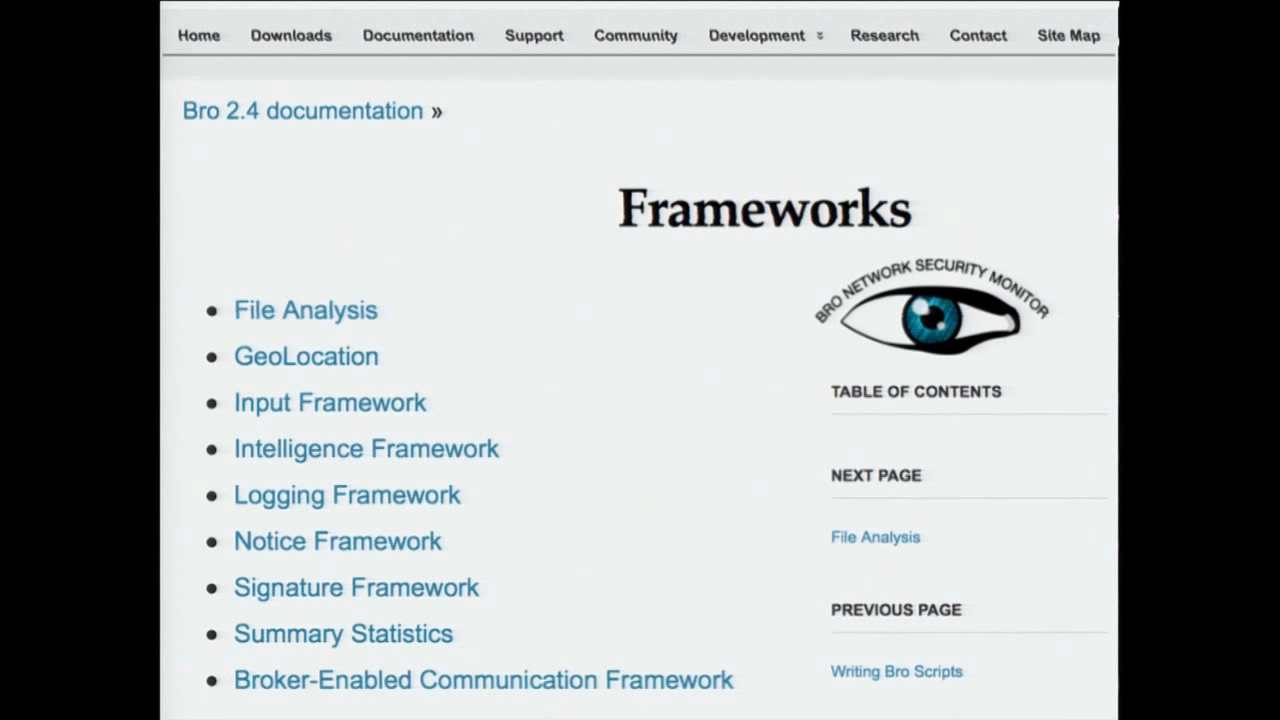 Home Downloads Documentation Support Community Development Research Contact Site Map
Bro 2.4 documentation »
Frameworks
BRO NETWORK SECURITY MONITOR
File Analysis
GeoLocation
Input Framework
Intelligence Framework
Logging Framework
Notice Framework
Signature Framework
Summary Statistics
Broker-Enabled Communication Framework
TABLE OF CONTENTS
NEXT PAGE
File Analysis
PREVIOUS PAGE
Writing Bro Scripts